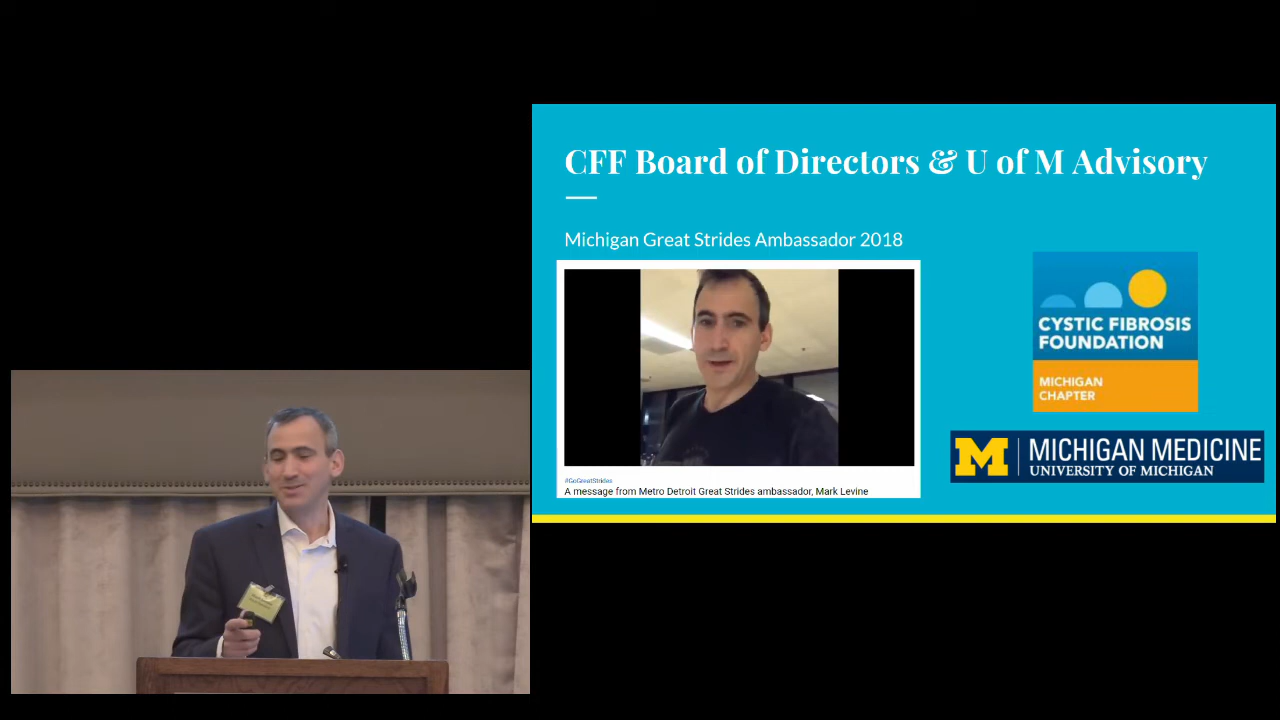 CFF Board of Directors & U of M Advisory
Michigan Great Strides Ambassador 2018
#GoGreatStrides
A message from Metro Detroit Great Strides ambassador, Mark Levine
CYSTIC FIBROSIS
FOUNDATION
MICHIGAN
CHAPTER
M MICHIGAN MEDICINE
UNIVERSITY OF MICHIGAN